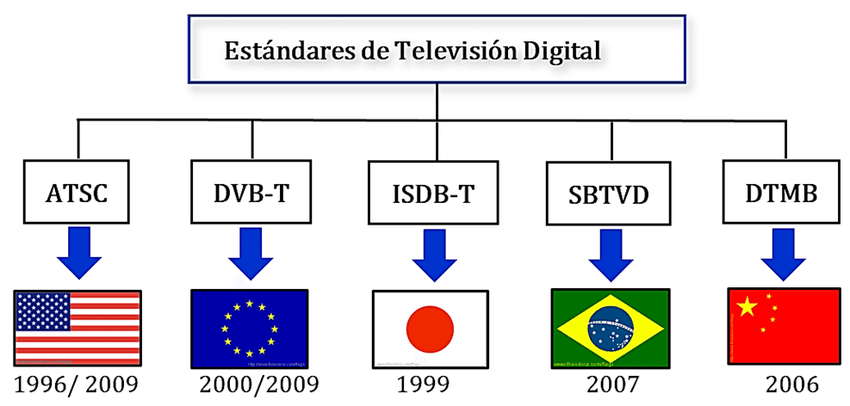 Estándares de Televisión Digital
ATSC
DVB-T
ISDB-T
SBTVD
DTMB
1996/ 2009
2000/2009
1999
2007
2006